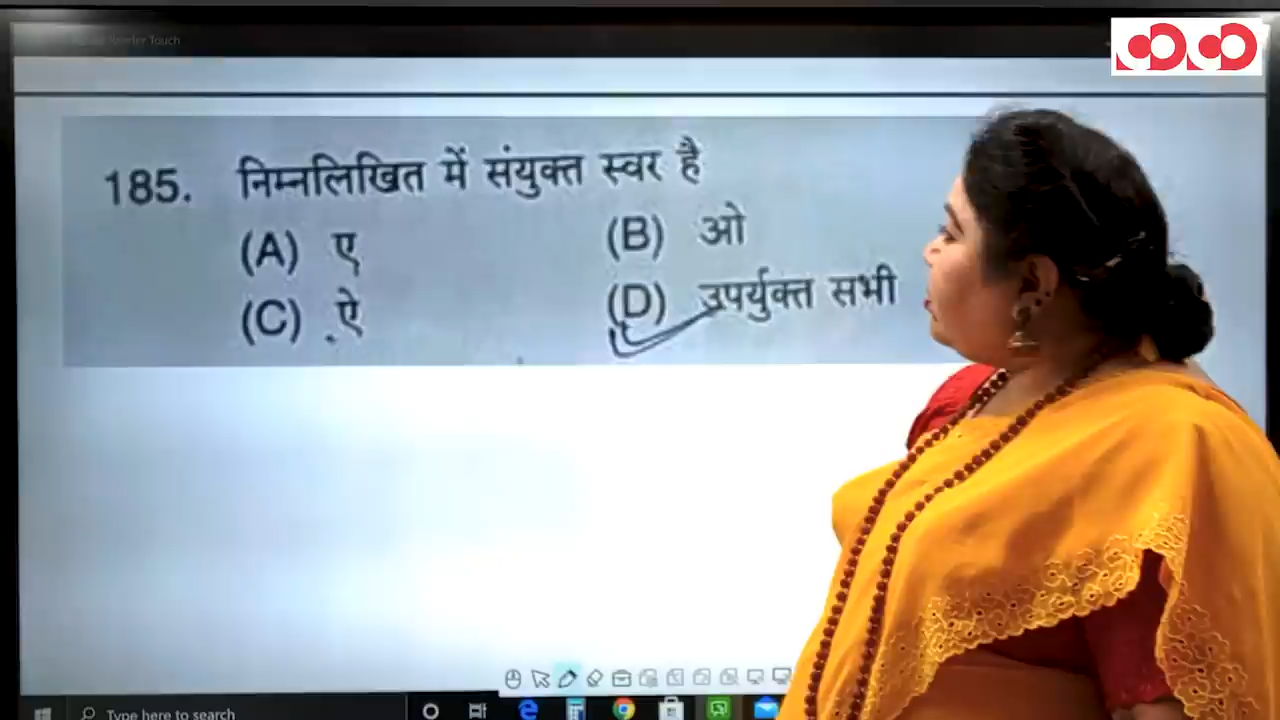 185. निम्नलिखित में संयुक्त स्वर है
(A) ए (B) ओ
(C) ऐ (D) उपर्युक्त सभी
Type here to search